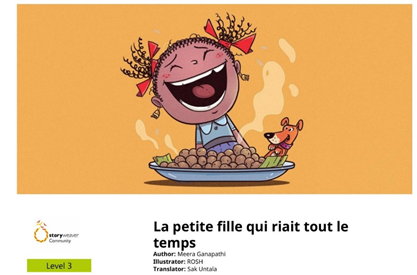 La petite fille qui riait tout le
temps
storyweaver
Community
Author: Meera Ganapathi
Illustrator: ROSH
Level 3
Translator: Sak Untala